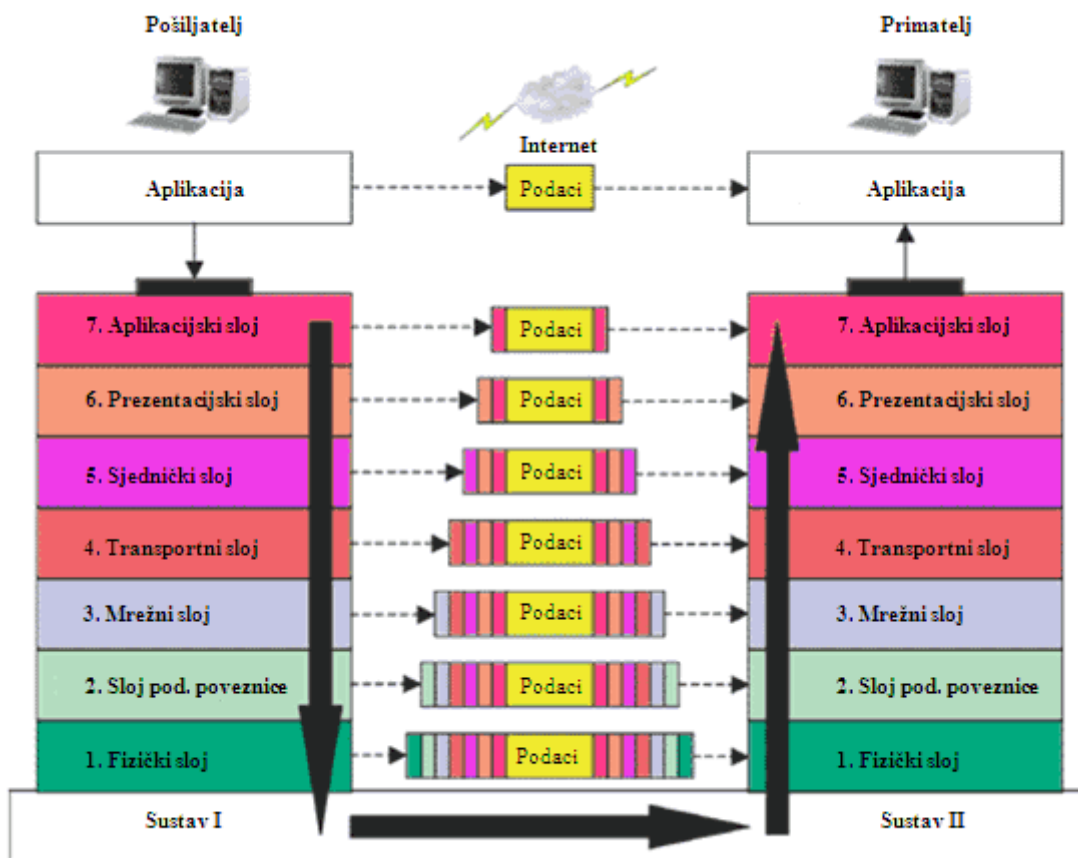 Pošiljatelj
Primatelj
Internet
Aplikacija
Podaci
Aplikacija
7. Aplikacijski sloj
Podaci
7. Aplikacijski sloj
6. Prezentacijski sloj
Podaci
6. Prezentacijski sloj
5. Sjednički sloj
Podaci
5. Sjednički sloj
4. Transportni sloj
Podaci
4. Transportni sloj
3. Mrežni sloj
Podaci
3. Mrežni sloj
2. Sloj pod. poveznice
Podaci
2. Sloj pod. poveznice
1. Fizički sloj
Podaci
1. Fizički sloj
Sustav I
Sustav II